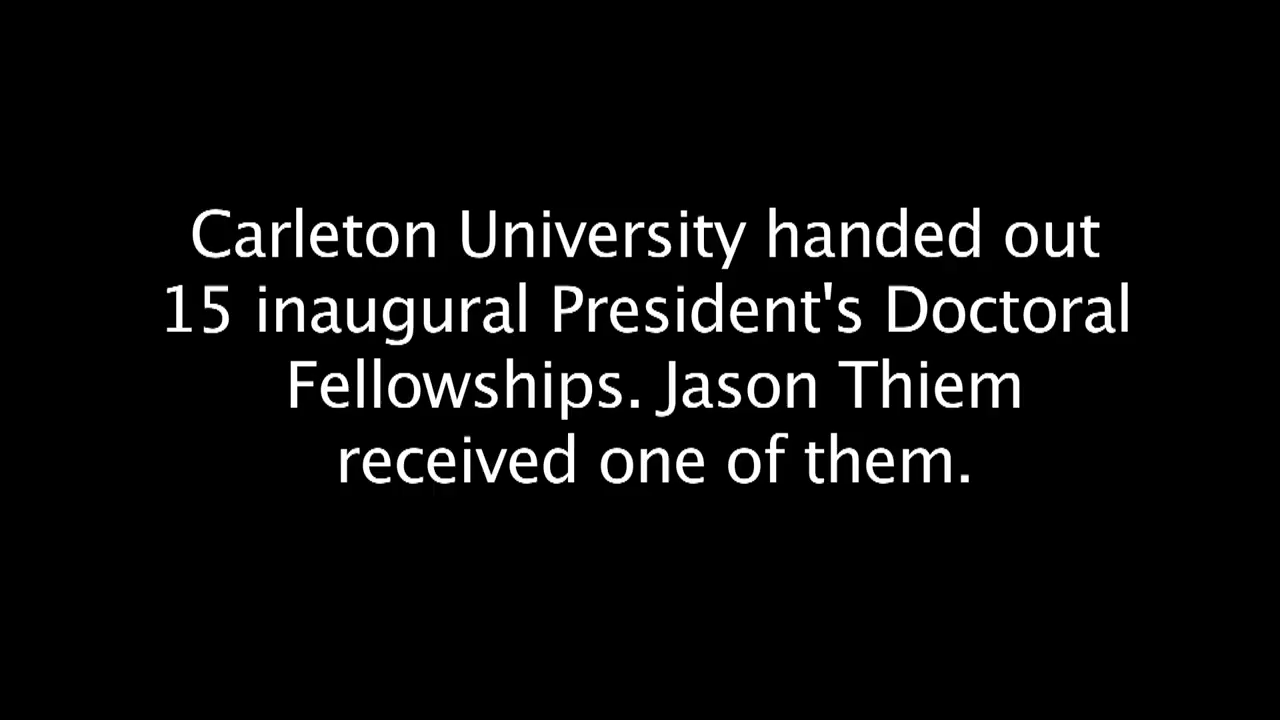 Carleton University handed out
15 inaugural President's Doctoral
Fellowships. Jason Thiem
received one of them.